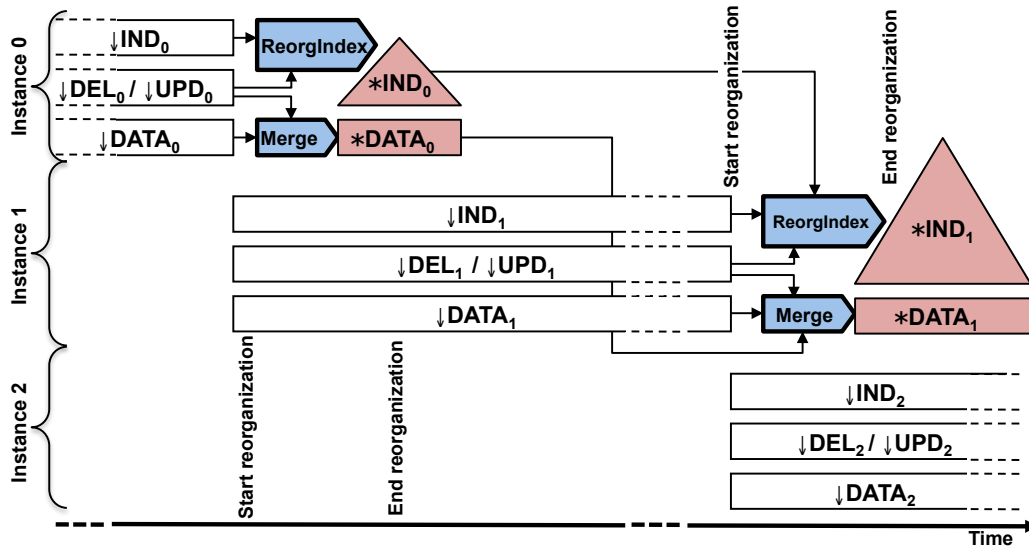 Instance 0
↓IND₀
ReorgIndex
↓DEL₀ / ↓UPD₀
∗IND₀
↓DATA₀
Merge
∗DATA₀
Start reorganization
End reorganization
Instance 1
↓IND₁
ReorgIndex
∗IND₁
↓DEL₁ / ↓UPD₁
↓DATA₁
Merge
∗DATA₁
Start reorganization
End reorganization
Instance 2
↓IND₂
↓DEL₂ / ↓UPD₂
↓DATA₂
Time